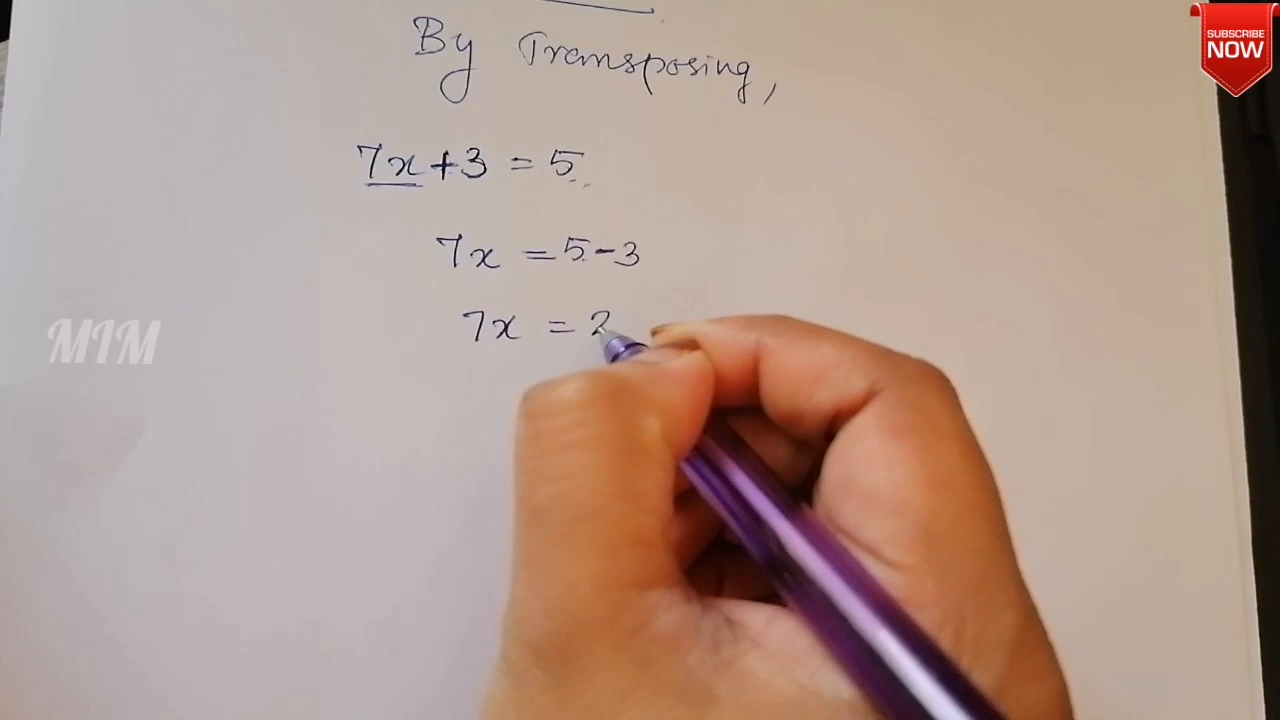 By Transposing,
7x + 3 = 5
7x = 5 - 3
7x = 2
MIM
SUBSCRIBE
NOW